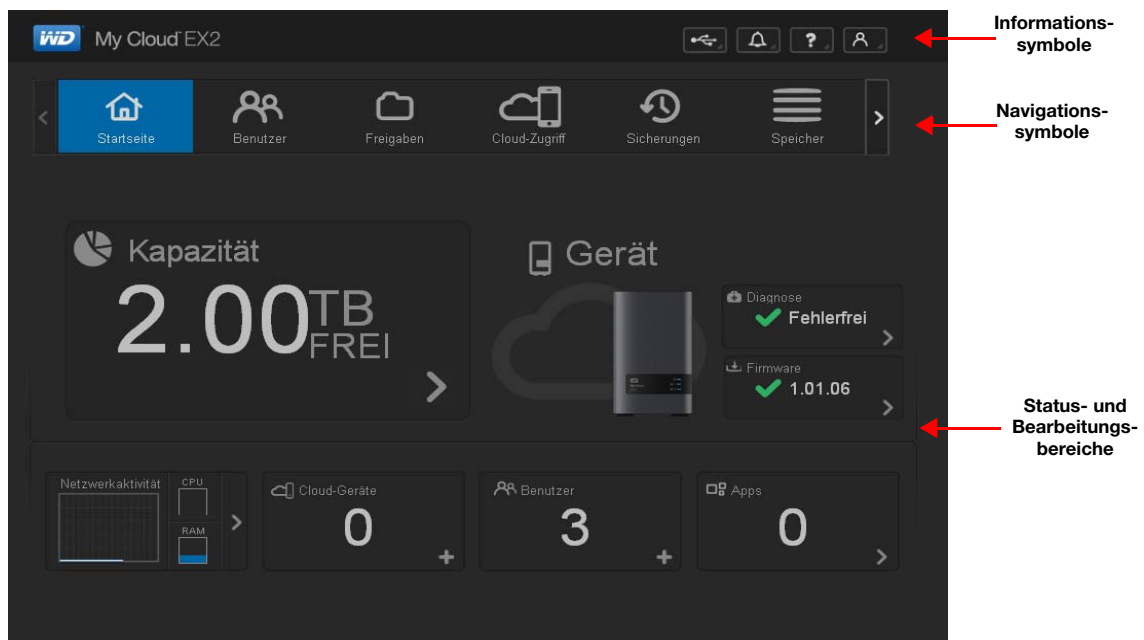 WD My Cloud EX2
?
Informations-
symbole
Startseite
Benutzer
Freigaben
Cloud-Zugriff
Sicherungen
Speicher
Navigations-
symbole
Kapazität
2.00 TB
FREI
Gerät
Diagnose
Fehlerfrei
Firmware
1.01.06
Status- und
Bearbeitungs-
bereiche
Netzwerkaktivität
CPU
RAM
Cloud-Geräte
0
Benutzer
3
Apps
0